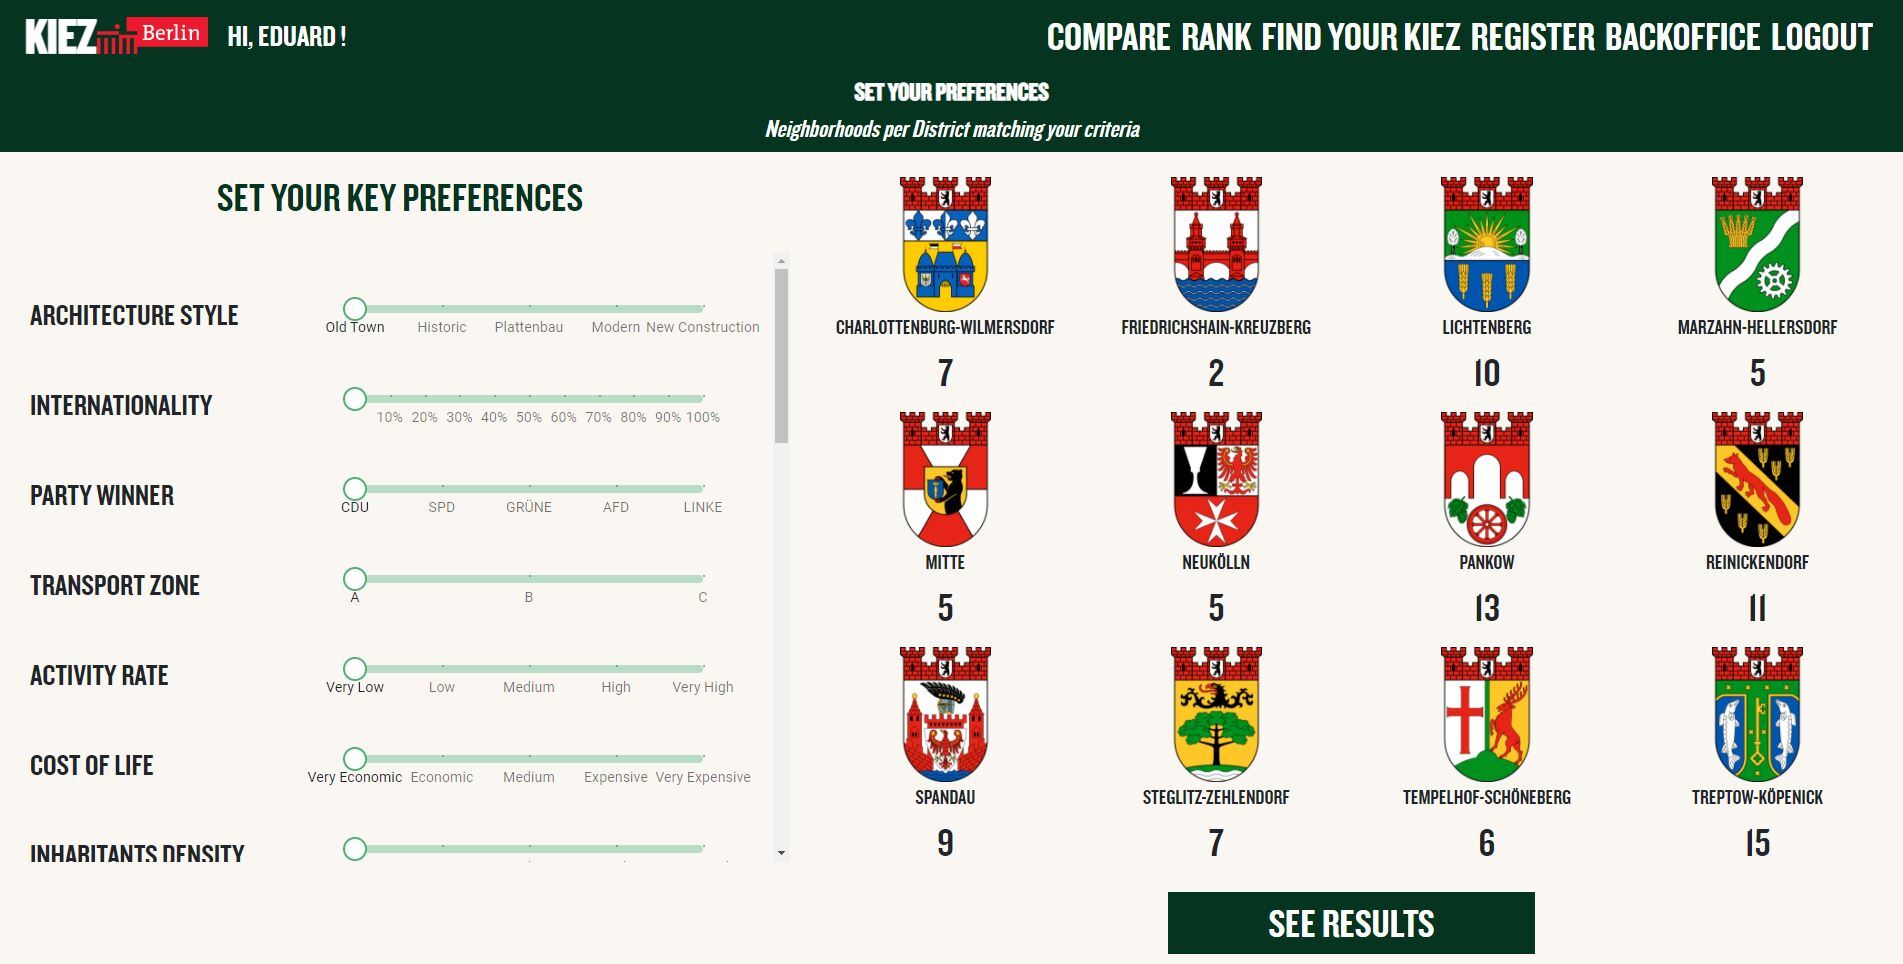 KIEZ Berlin HI, EDUARD ! COMPARE RANK FIND YOUR KIEZ REGISTER BACKOFFICE LOGOUT
SET YOUR PREFERENCES
Neighborhoods per District matching your criteria
SET YOUR KEY PREFERENCES
ARCHITECTURE STYLE
Old Town Historic Plattenbau Modern New Construction
INTERNATIONALITY
10% 20% 30% 40% 50% 60% 70% 80% 90% 100%
PARTY WINNER
CDU SPD GRÜNE AFD LINKE
TRANSPORT ZONE
A B C
ACTIVITY RATE
Very Low Low Medium High Very High
COST OF LIFE
Very Economic Economic Medium Expensive Very Expensive
INHABITANTS DENSITY
CHARLOTTENBURG-WILMERSDORF FRIEDRICHSHAIN-KREUZBERG LICHTENBERG MARZAHN-HELLERSDORF
7 2 10 5
MITTE NEUKÖLLN PANKOW REINICKENDORF
5 5 13 11
SPANDAU STEGLITZ-ZEHLENDORF TEMPELHOF-SCHÖNEBERG TREPTOW-KÖPENICK
9 7 6 15
SEE RESULTS